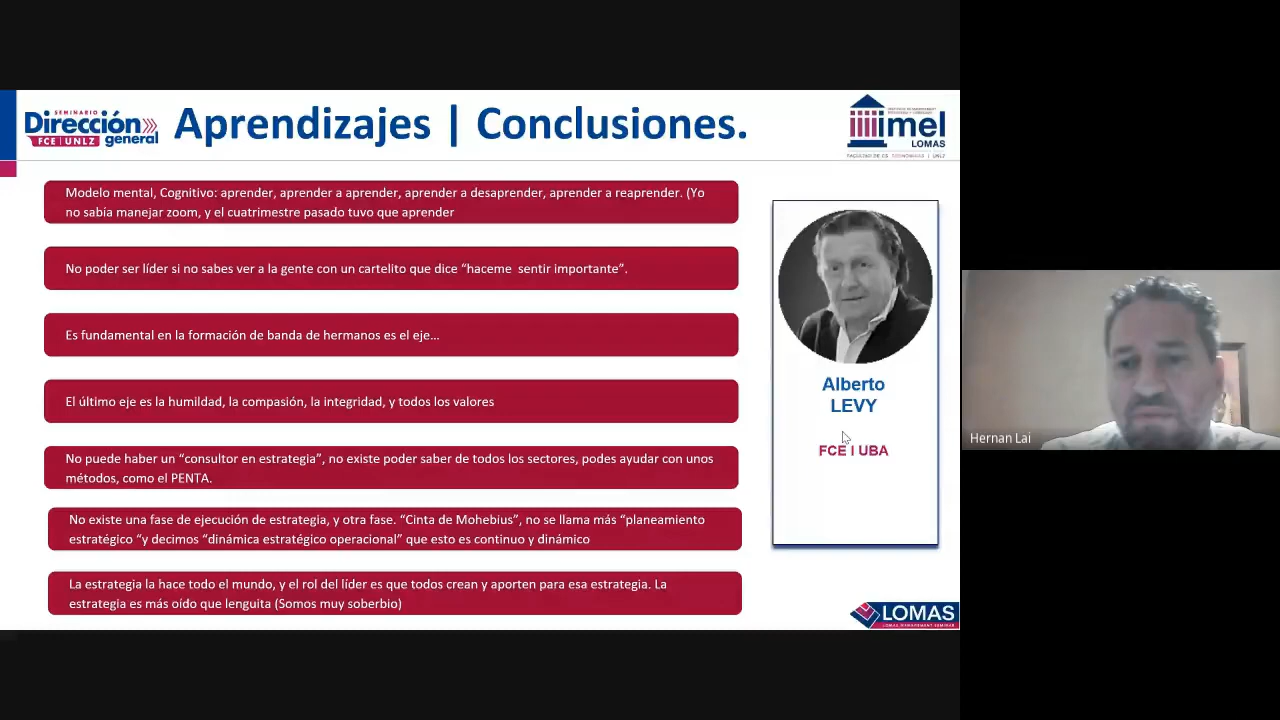 SEMINARIO
Dirección
general
FCE | UNLZ
Aprendizajes | Conclusiones.
imel
LOMAS
Modelo mental, Cognitivo: aprender, aprender a aprender, aprender a desaprender, aprender a reaprender. (Yo
no sabía manejar zoom, y el cuatrimestre pasado tuvo que aprender
No poder ser líder si no sabes ver a la gente con un cartelito que dice “haceme sentir importante”.
Es fundamental en la formación de banda de hermanos es el eje...
El último eje es la humildad, la compasión, la integridad, y todos los valores
No puede haber un “consultor en estrategia”, no existe poder saber de todos los sectores, podes ayudar con unos
métodos, como el PENTA.
No existe una fase de ejecución de estrategia, y otra fase. “Cinta de Mohebius”, no se llama más “planeamiento
estratégico “y decimos “dinámica estratégico operacional” que esto es continuo y dinámico
La estrategia la hace todo el mundo, y el rol del líder es que todos crean y aporten para esa estrategia. La
estrategia es más oído que lenguita (Somos muy soberbio)
Alberto
LEVY
FCE I UBA
LOMAS
LOMAS MANAGEMENT SEMINAR
Hernan Lai